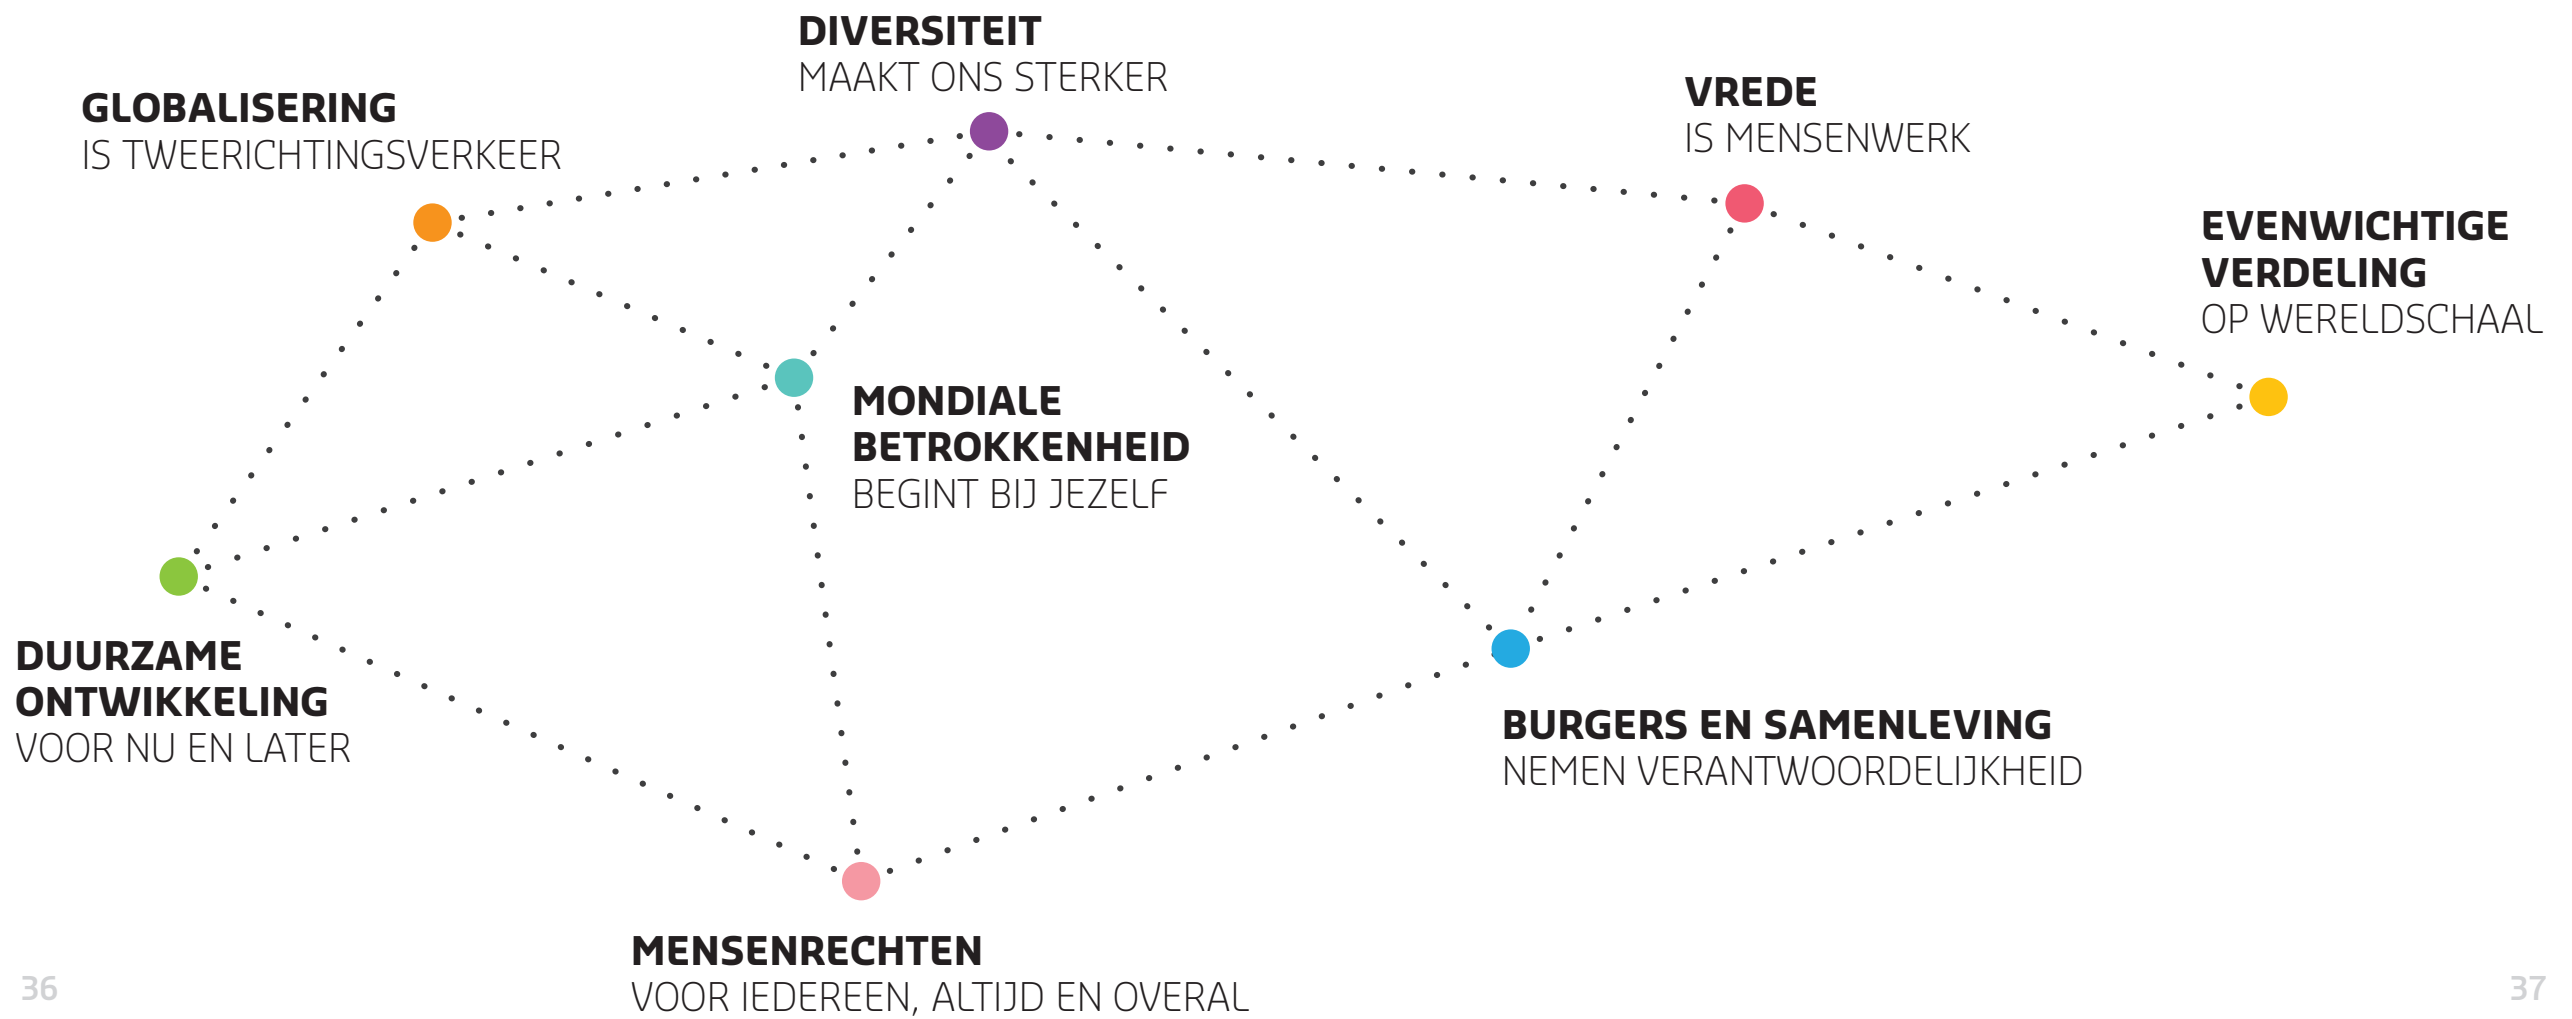 DIVERSITEIT
MAAKT ONS STERKER
GLOBALISERING
IS TWEERICHTINGSVERKEER
VREDE
IS MENSENWERK
EVENWICHTIGE
VERDELING
OP WERELDSCHAAL
MONDIALE
BETROKKENHEID
BEGINT BIJ JEZELF
DUURZAME
ONTWIKKELING
VOOR NU EN LATER
BURGERS EN SAMENLEVING
NEMEN VERANTWOORDELIJKHEID
MENSENRECHTEN
VOOR IEDEREEN, ALTIJD EN OVERAL
36
37